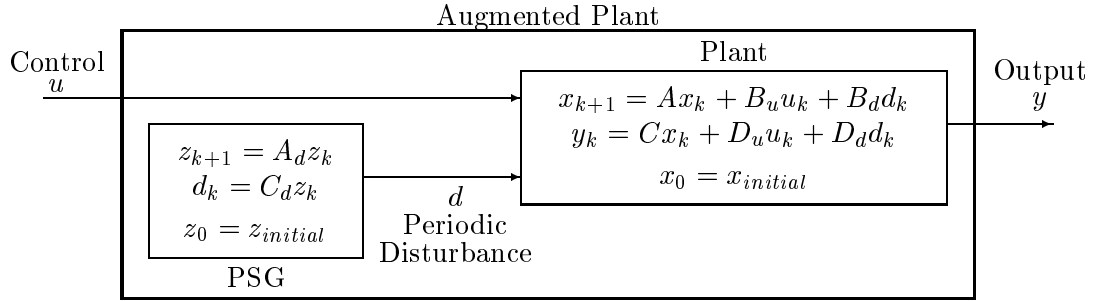 Augmented Plant
Control
u
Plant
x_{k+1} = Ax_k + B_u u_k + B_d d_k
y_k = Cx_k + D_u u_k + D_d d_k
x_0 = x_{initial}
Output
y
z_{k+1} = A_d z_k
d_k = C_d z_k
z_0 = z_{initial}
PSG
d
Periodic
Disturbance